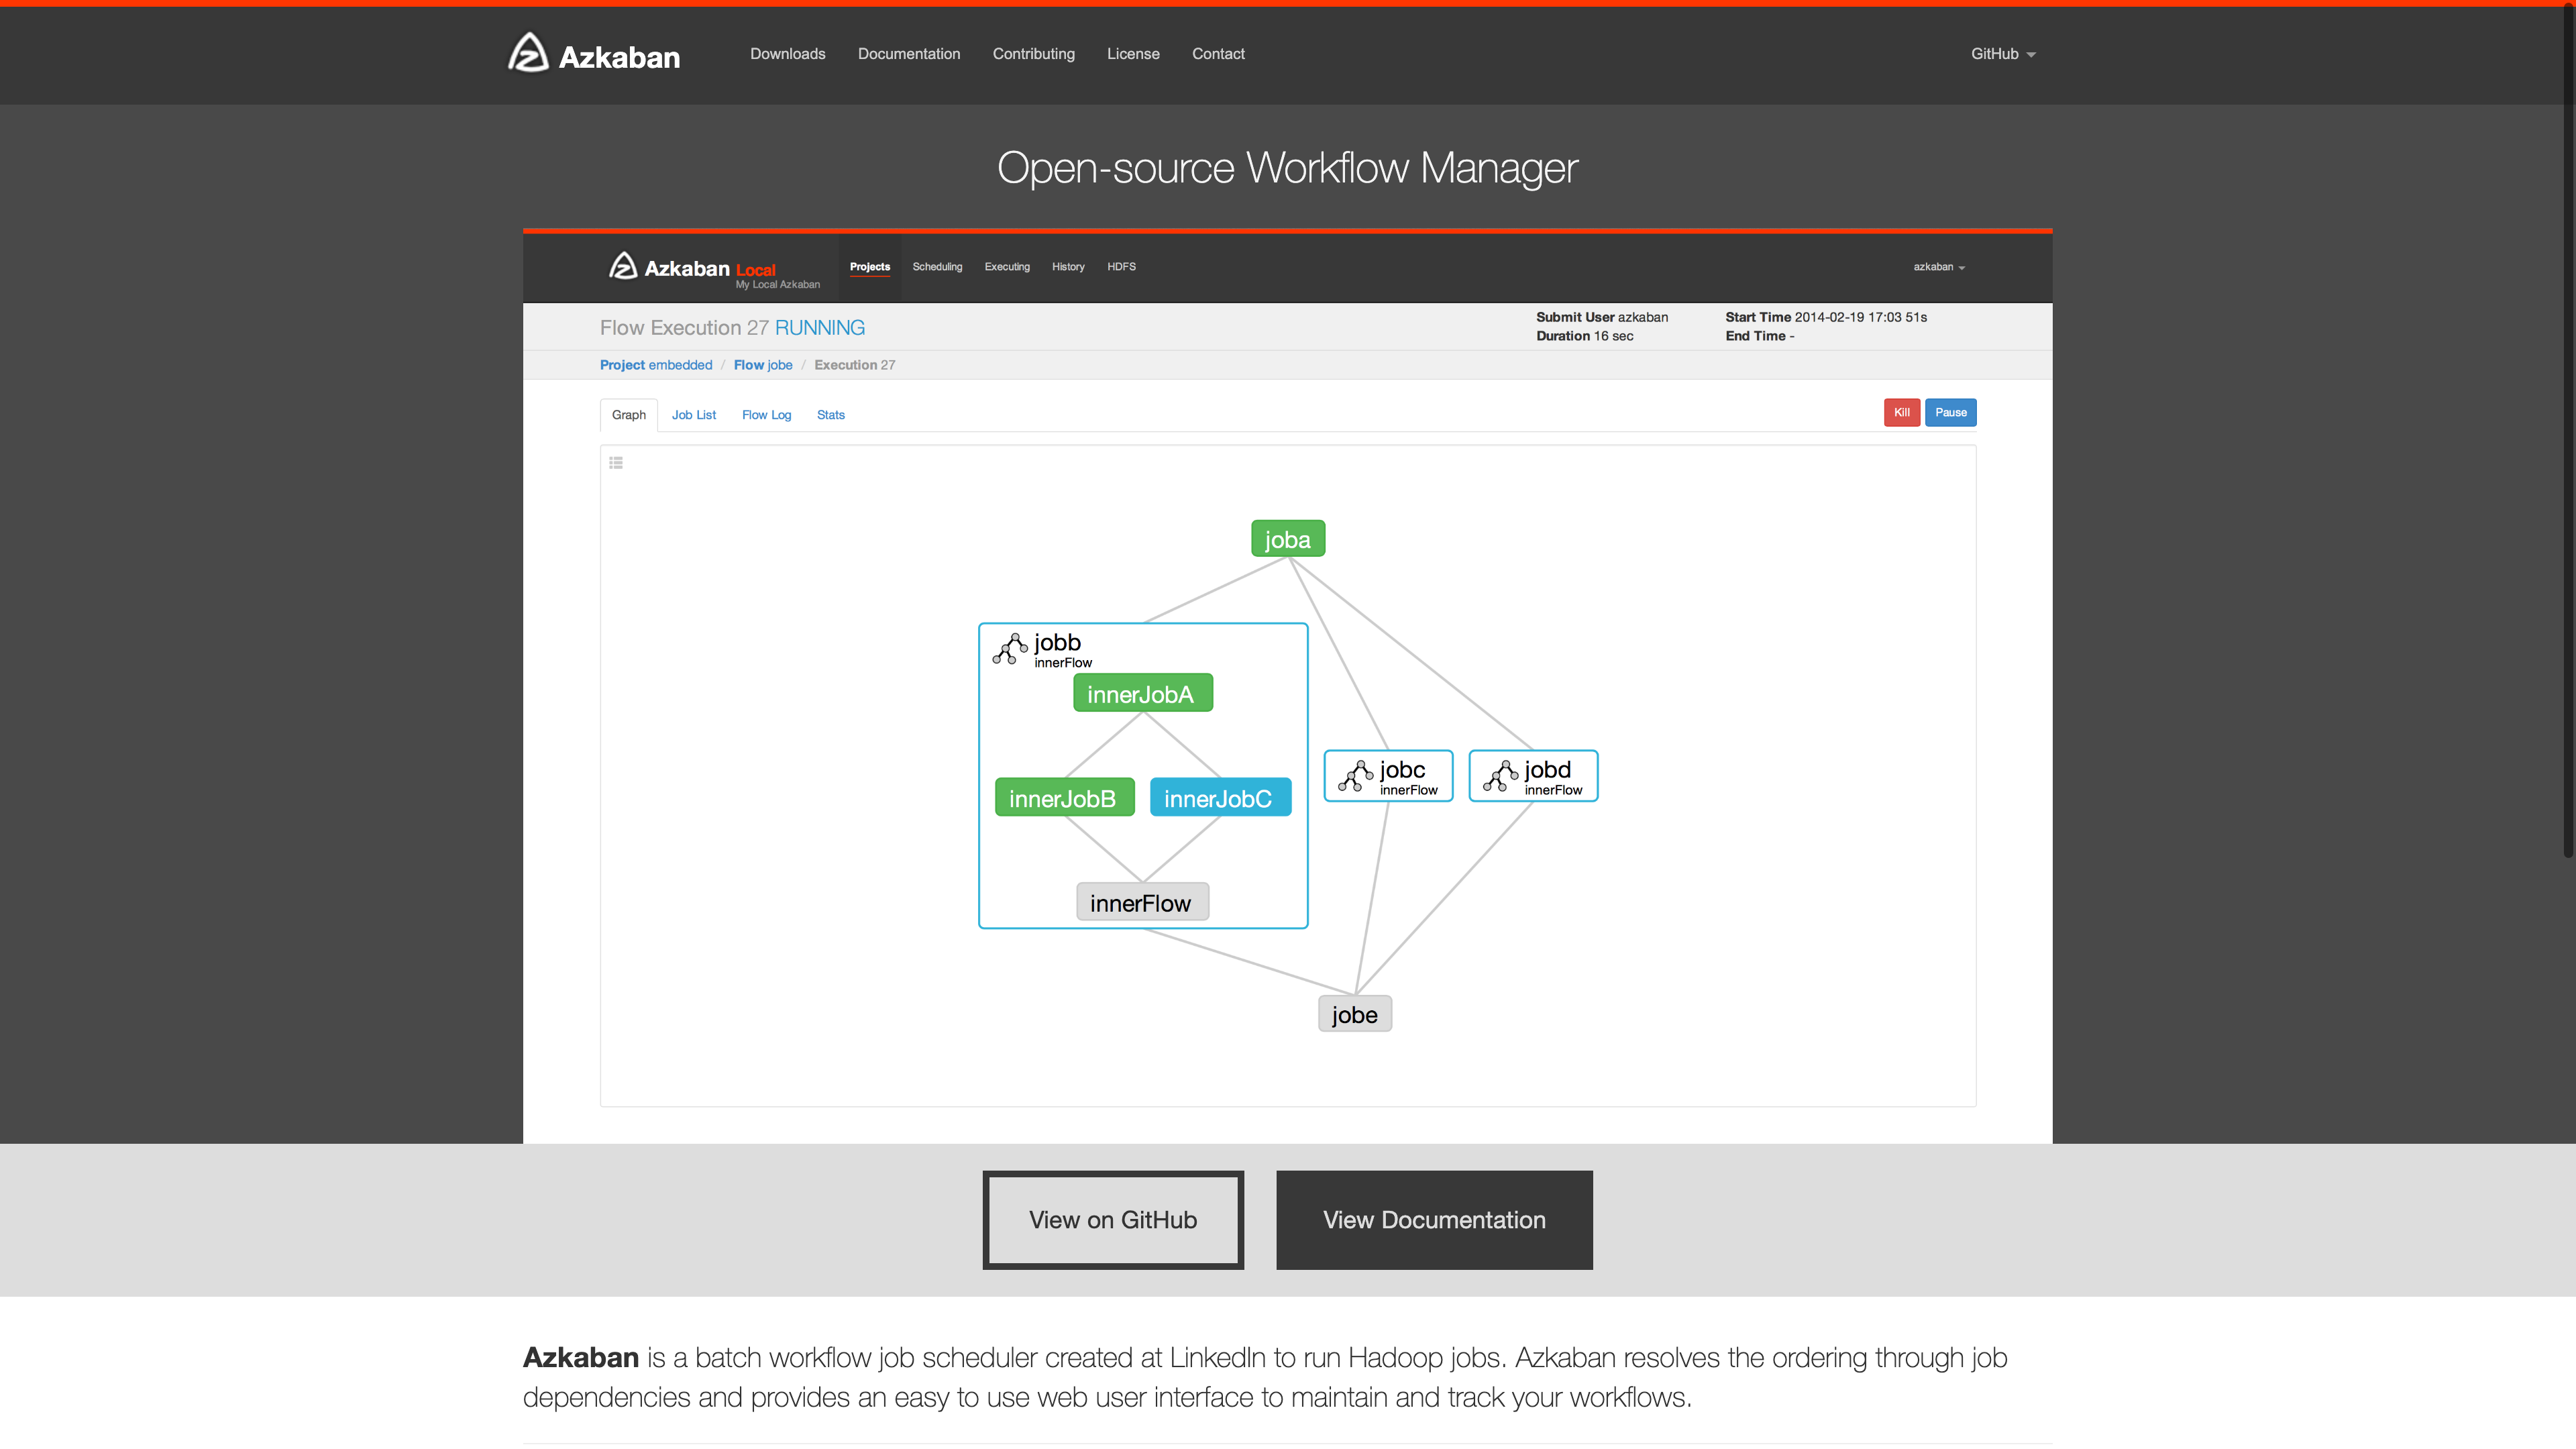 Azkaban Downloads Documentation Contributing License Contact GitHub
Open-source Workflow Manager
Azkaban Local Projects Scheduling Executing History HDFS azkaban
My Local Azkaban
Flow Execution 27 RUNNING
Submit User azkaban Start Time 2014-02-19 17:03 51s
Duration 16 sec End Time -
Project embedded / Flow jobe / Execution 27
Graph Job List Flow Log Stats Kill Pause
joba
jobb
innerFlow
innerJobA
innerJobB innerJobC
innerFlow
jobc
innerFlow
jobd
innerFlow
jobe
View on GitHub View Documentation
Azkaban is a batch workflow job scheduler created at LinkedIn to run Hadoop jobs. Azkaban resolves the ordering through job
dependencies and provides an easy to use web user interface to maintain and track your workflows.